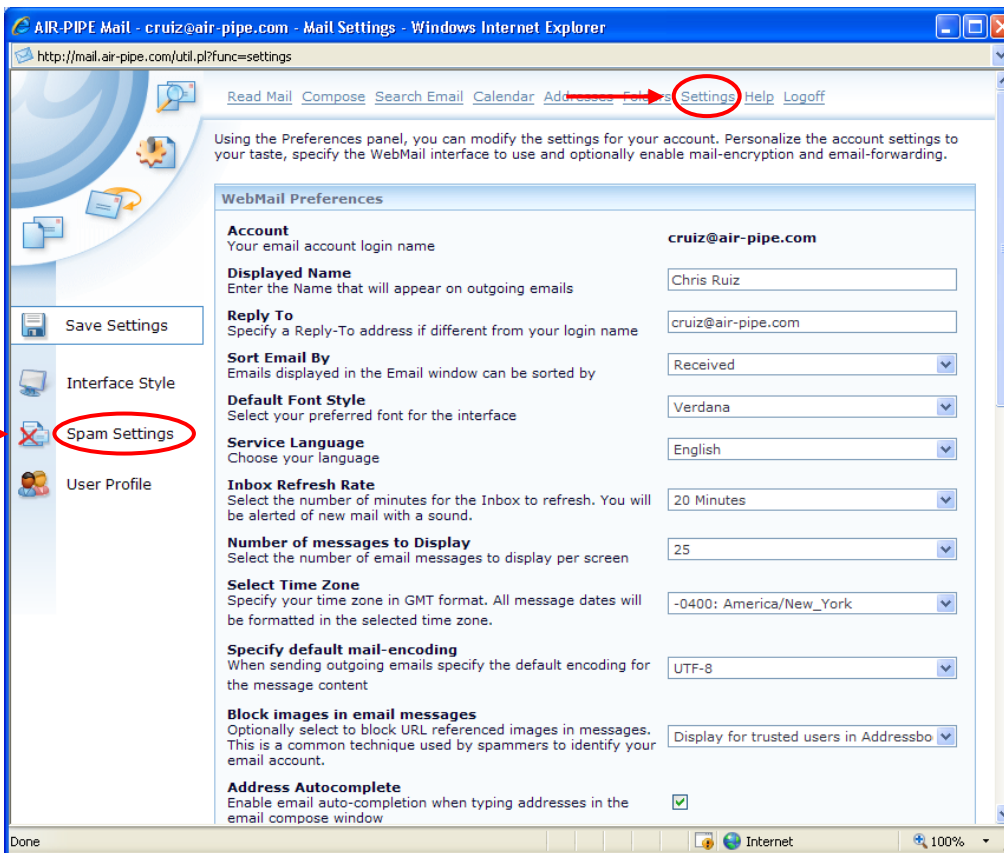 AIR-PIPE Mail - cruiz@air-pipe.com - Mail Settings - Windows Internet Explorer
http://mail.air-pipe.com/util.pl?func=settings
Read Mail Compose Search Email Calendar Addresses Folders Settings Help Logoff
Using the Preferences panel, you can modify the settings for your account. Personalize the account settings to
your taste, specify the WebMail interface to use and optionally enable mail-encryption and email-forwarding.
Save Settings
Interface Style
Spam Settings
User Profile
WebMail Preferences
Account
Your email account login name
cruiz@air-pipe.com
Displayed Name
Enter the Name that will appear on outgoing emails
Chris Ruiz
Reply To
Specify a Reply-To address if different from your login name
cruiz@air-pipe.com
Sort Email By
Emails displayed in the Email window can be sorted by
Received
Default Font Style
Select your preferred font for the interface
Verdana
Service Language
Choose your language
English
Inbox Refresh Rate
Select the number of minutes for the Inbox to refresh. You will
be alerted of new mail with a sound.
20 Minutes
Number of messages to Display
Select the number of email messages to display per screen
25
Select Time Zone
Specify your time zone in GMT format. All message dates will
be formatted in the selected time zone.
-0400: America/New_York
Specify default mail-encoding
When sending outgoing emails specify the default encoding for
the message content
UTF-8
Block images in email messages
Optionally select to block URL referenced images in messages.
This is a common technique used by spammers to identify your
email account.
Display for trusted users in Addressbo
Address Autocomplete
Enable email auto-completion when typing addresses in the
email compose window
Done
Internet
100%